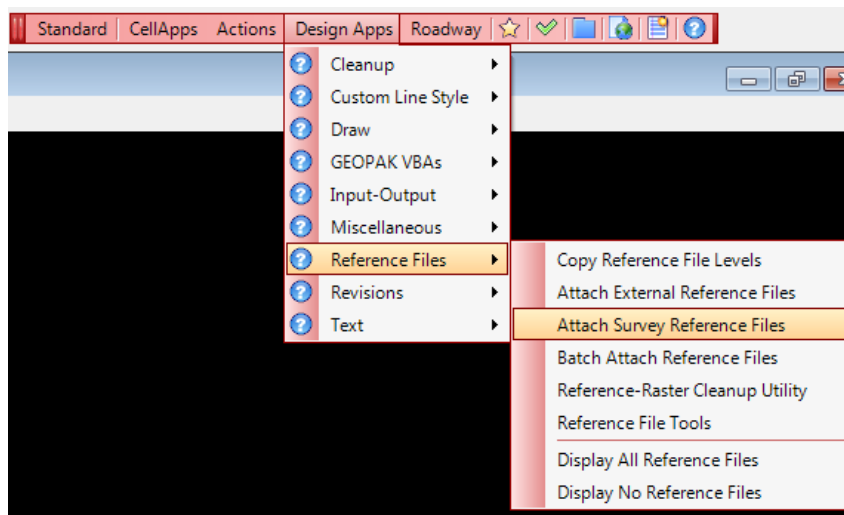 Standard CellApps Actions Design Apps Roadway
Cleanup
Custom Line Style
Draw
GEOPAK VBAs
Input-Output
Miscellaneous
Reference Files
Revisions
Text
Copy Reference File Levels
Attach External Reference Files
Attach Survey Reference Files
Batch Attach Reference Files
Reference-Raster Cleanup Utility
Reference File Tools
Display All Reference Files
Display No Reference Files